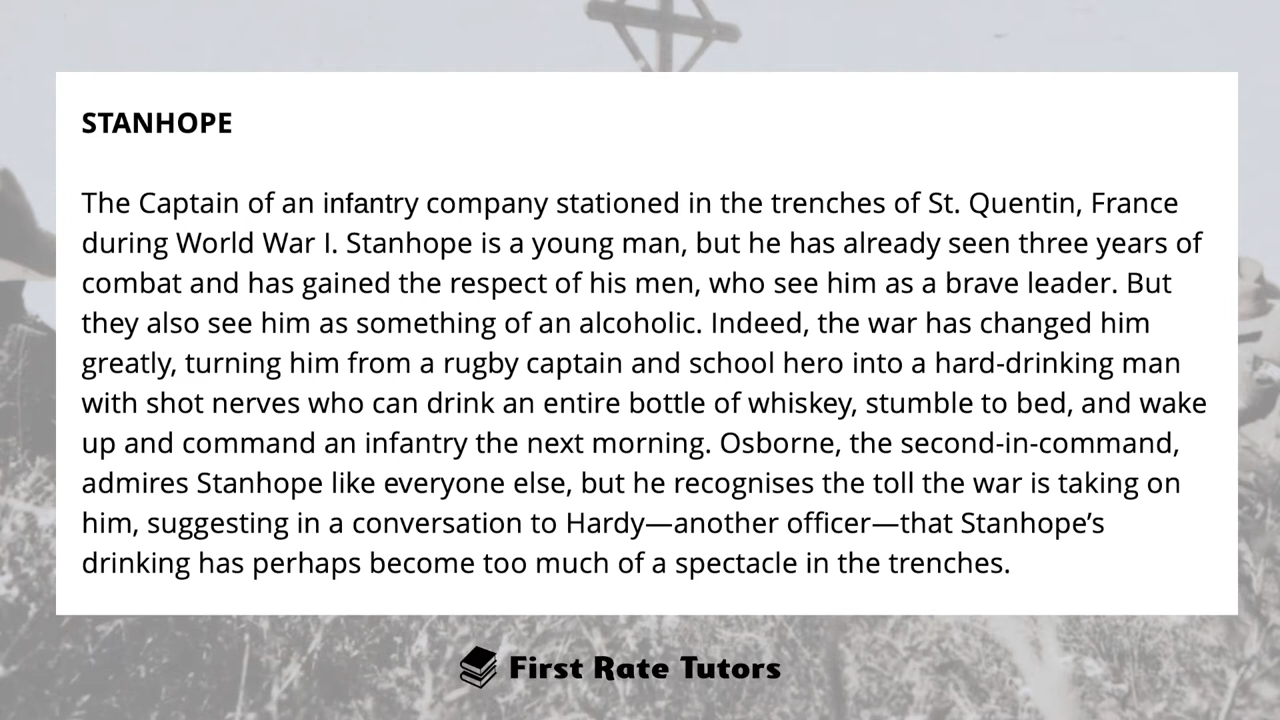 STANHOPE
The Captain of an infantry company stationed in the trenches of St. Quentin, France
during World War I. Stanhope is a young man, but he has already seen three years of
combat and has gained the respect of his men, who see him as a brave leader. But
they also see him as something of an alcoholic. Indeed, the war has changed him
greatly, turning him from a rugby captain and school hero into a hard-drinking man
with shot nerves who can drink an entire bottle of whiskey, stumble to bed, and wake
up and command an infantry the next morning. Osborne, the second-in-command,
admires Stanhope like everyone else, but he recognises the toll the war is taking on
him, suggesting in a conversation to Hardy—another officer—that Stanhope’s
drinking has perhaps become too much of a spectacle in the trenches.
First Rate Tutors